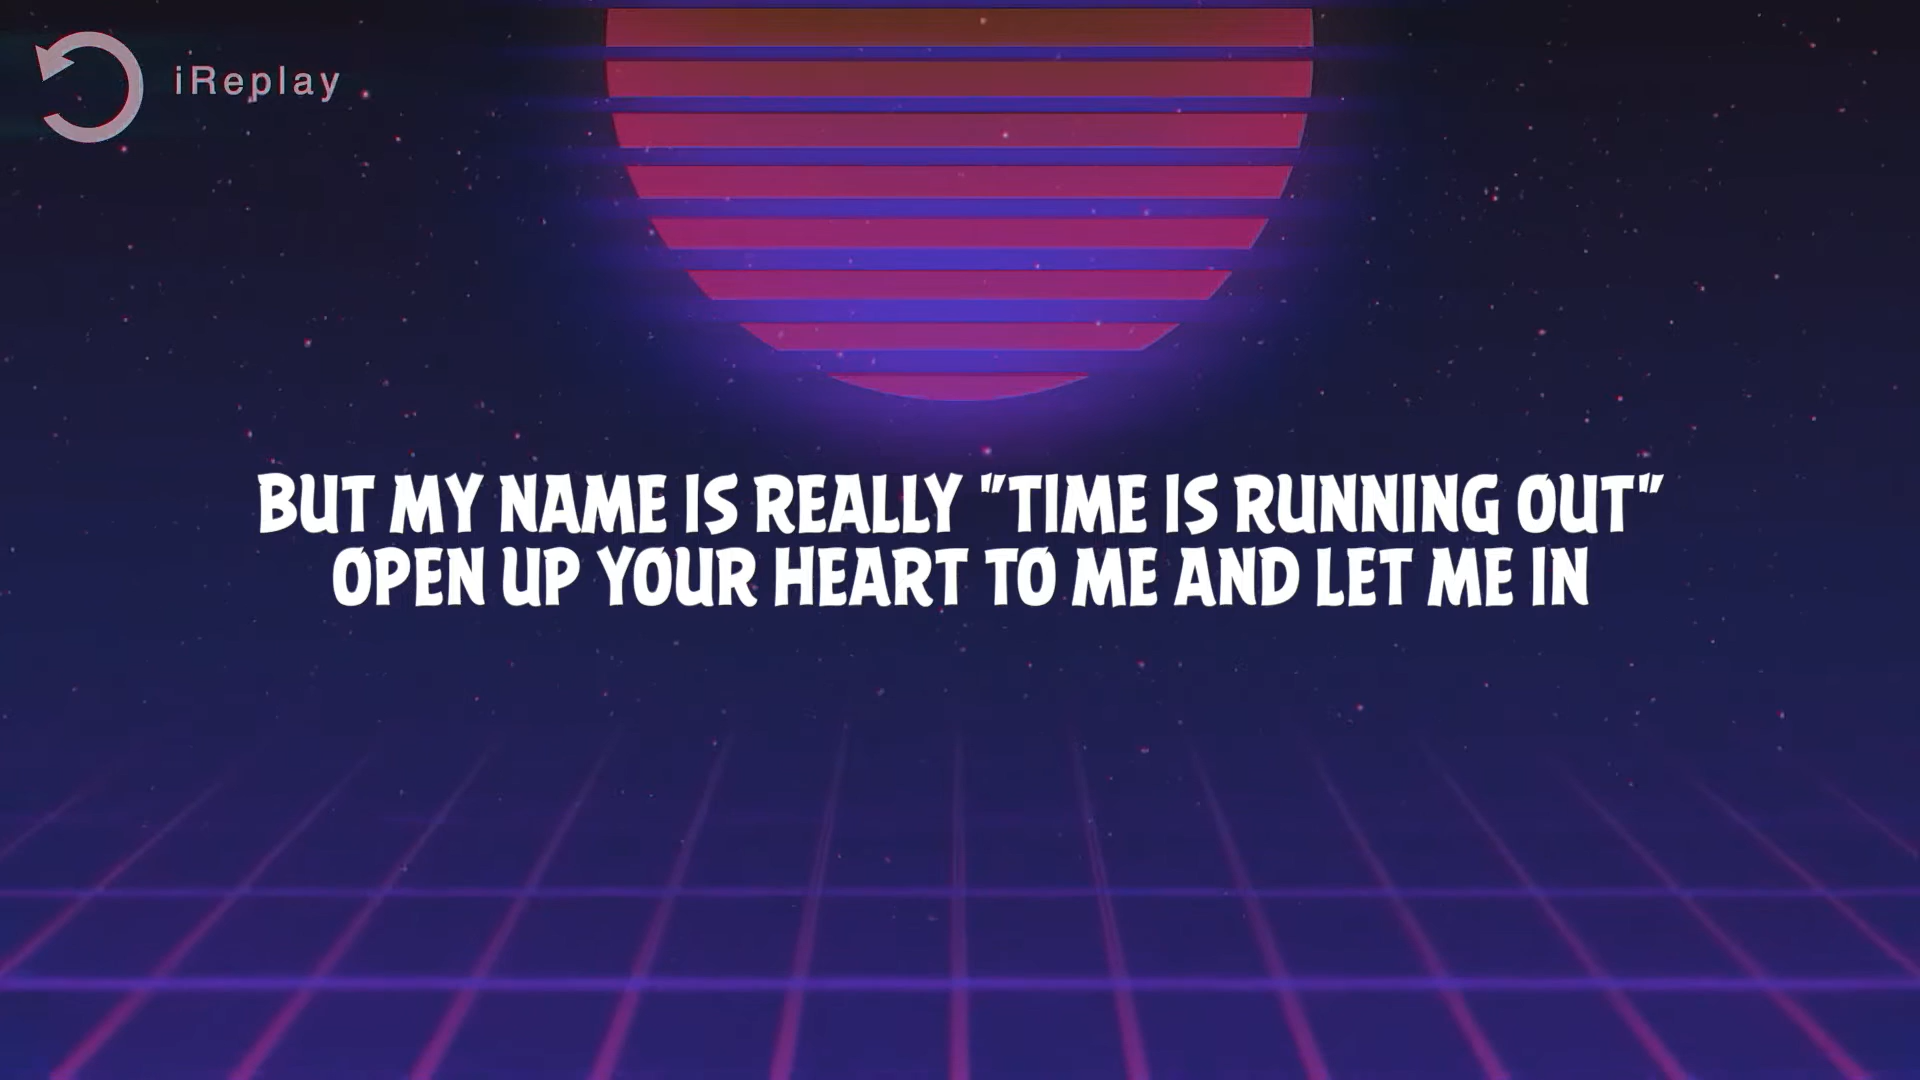 iReplay
BUT MY NAME IS REALLY "TIME IS RUNNING OUT"
OPEN UP YOUR HEART TO ME AND LET ME IN